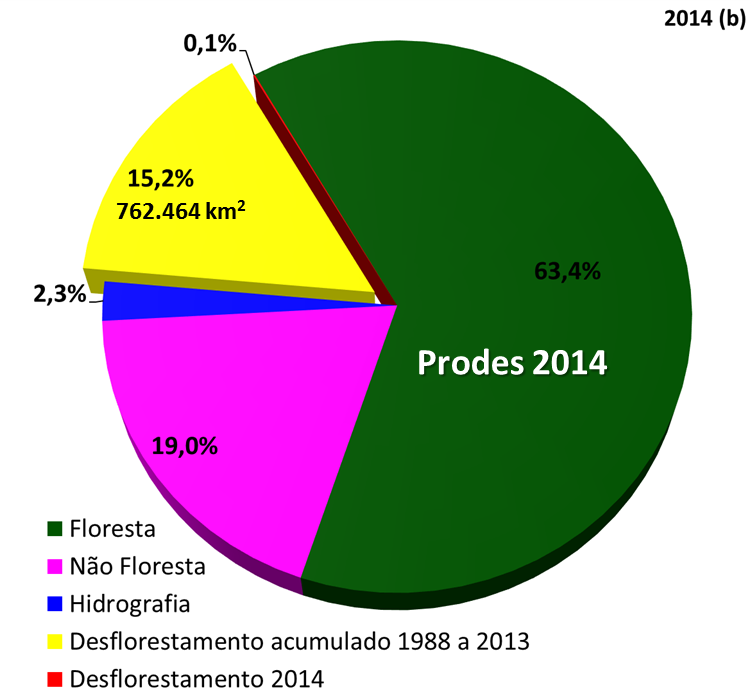 2014 (b)
0,1%
15,2%
762.464 km²
63,4%
2,3%
Prodes 2014
19,0%
Floresta
Não Floresta
Hidrografia
Desflorestamento acumulado 1988 a 2013
Desflorestamento 2014